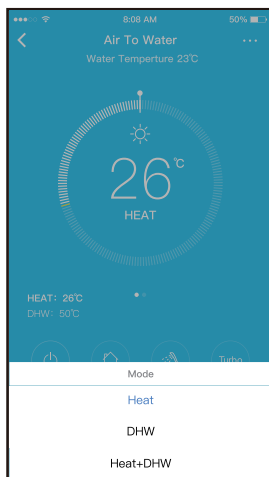 8:08 AM 50%
Air To Water
Water Temperture 23℃
26℃
HEAT
HEAT: 26℃
DHW: 50℃
Turbo
Mode
Heat
DHW
Heat+DHW